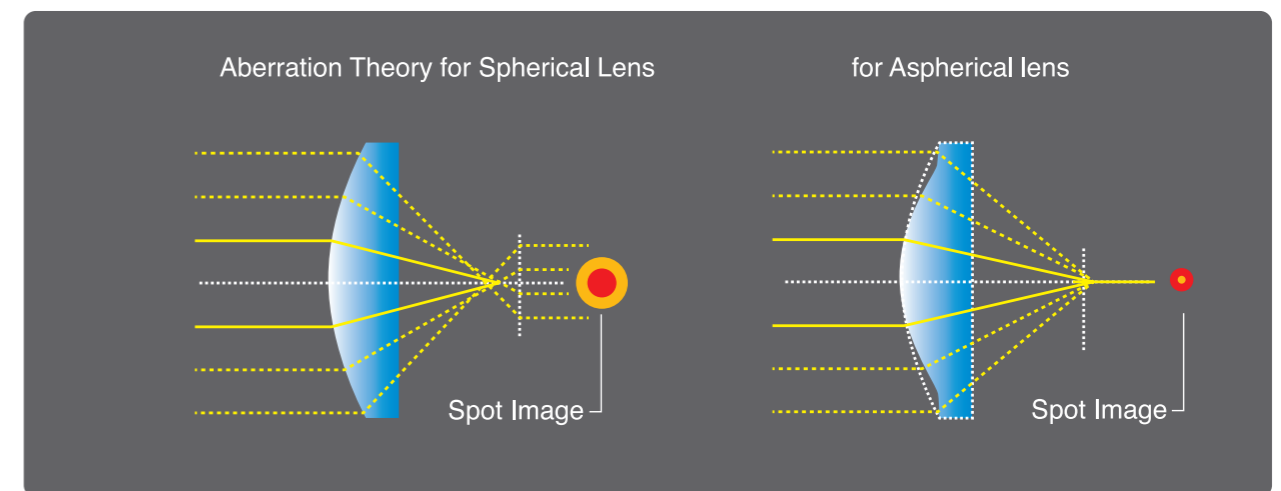 Aberration Theory for Spherical Lens
for Aspherical lens
Spot Image
Spot Image